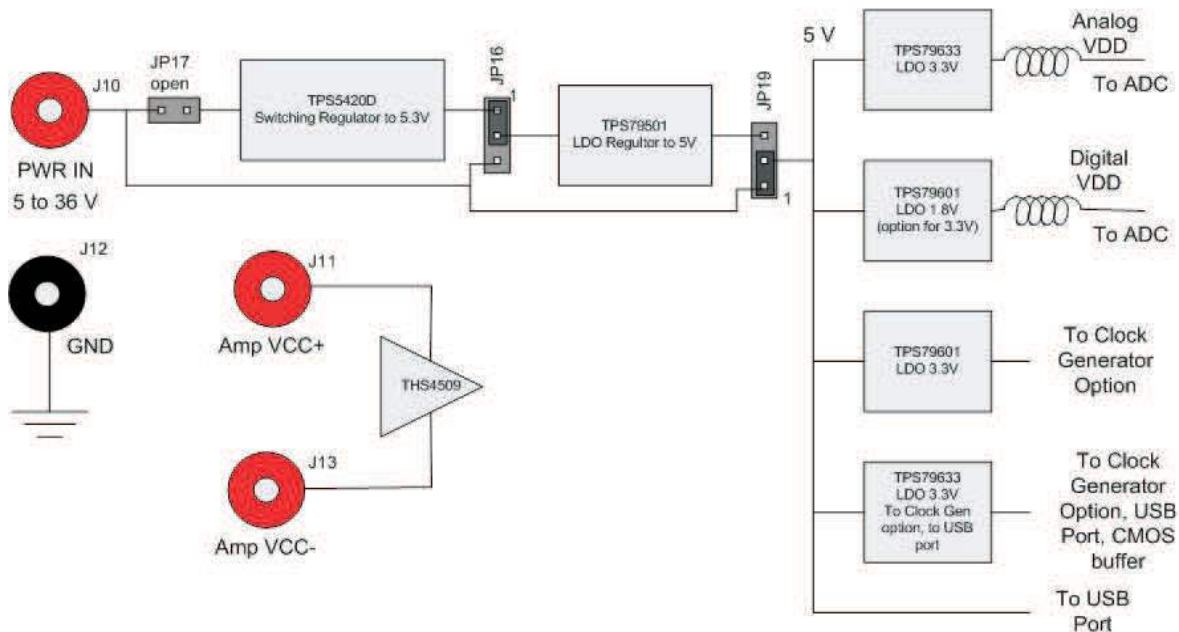 J10
PWR IN
5 to 36 V
JP17
open
TPS5420D
Switching Regulator to 5.3V
JP16
1
TPS79501
LDO Regultor to 5V
JP19
1
5 V
TPS79633
LDO 3.3V
Analog
VDD
To ADC
TPS79601
LDO 1.8V
(option for 3.3V)
Digital
VDD
To ADC
J12
GND
J11
Amp VCC+
THS4509
J13
Amp VCC-
TPS79601
LDO 3.3V
To Clock
Generator
Option
TPS79633
LDO 3.3V
To Clock Gen
option, to USB
port
To Clock
Generator
Option, USB
Port, CMOS
buffer
To USB
Port